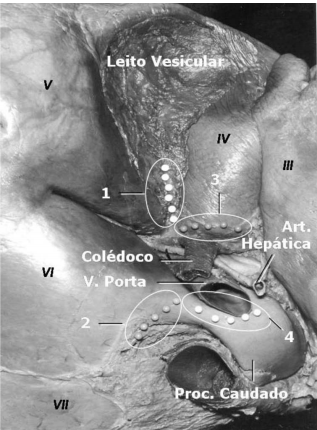 Leito Vesicular
V
IV
III
3
1
Art.
Hepática
Colédoco
VI
V. Porta
2
4
Proc. Caudado
VII